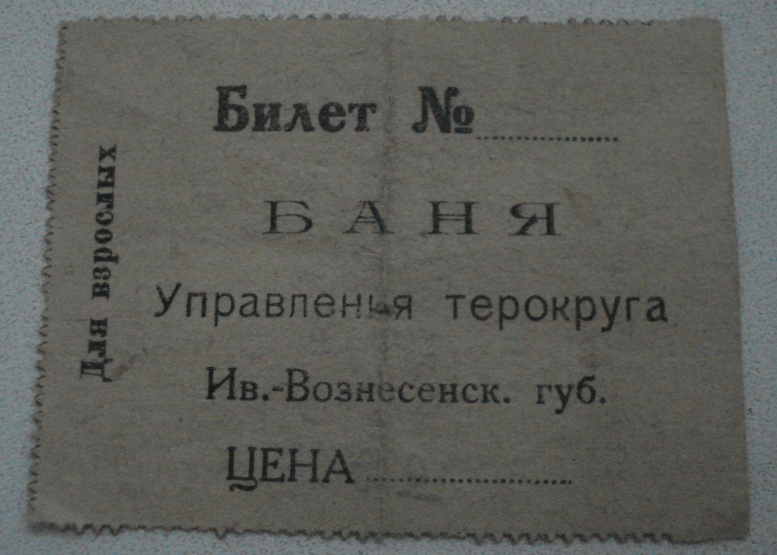 Для взрослых
Билет №
БАНЯ
Управления терокруга
Ив.-Вознесенск. губ.
ЦЕНА